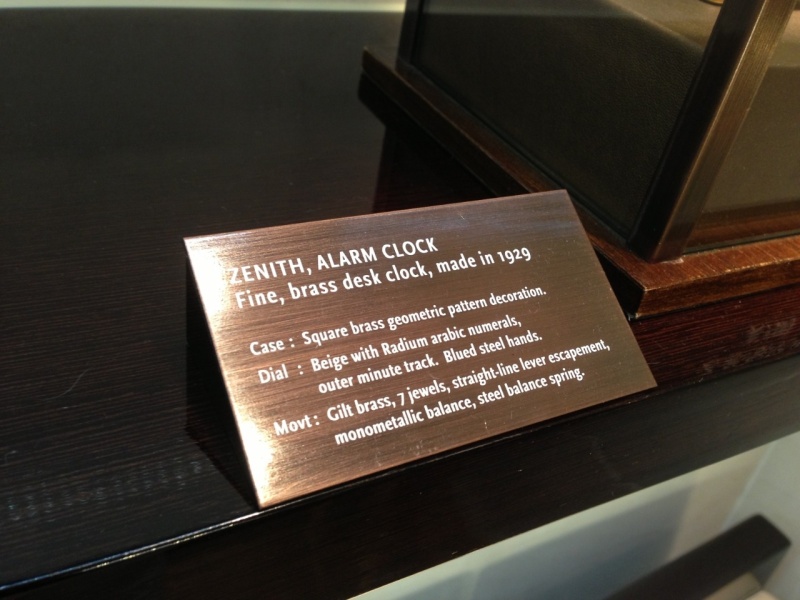 ZENITH, ALARM CLOCK
Fine, brass desk clock, made in 1929
Case : Square brass geometric pattern decoration.
Dial : Beige with Radium arabic numerals,
outer minute track. Blued steel hands.
Movt : Gilt brass, 7 jewels, straight-line lever escapement,
monometallic balance, steel balance spring.